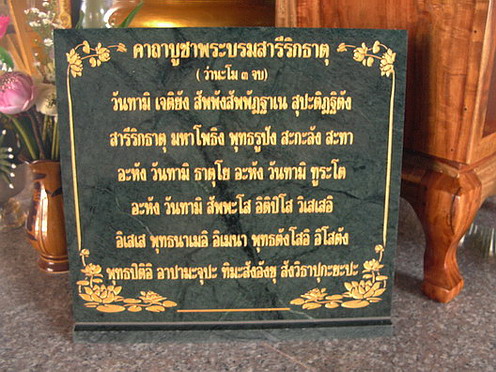 คาถาบูชาพระบรมสารีริกธาตุ
( ว่านะโม ๓ จบ )
วันทามิ เจติยัง สัพพังสัพพัฏฐาเน สุปะติฏฐิตัง
สารีริกธาตุ มหาโพธิง พุทธรูปัง สะกะลัง สะทา
อะหัง วันทามิ ธาตุโย อะหัง วันทามิ ทูระโต
อะหัง วันทามิ สัพพะโส อิติปิโส วิเสเสอิ
อิเสเส พุทธนาเมอิ อิเมนา พุทธตังโสอิ อิโสตัง
พุทธปิติอิ อาปามะจุปะ ทีมะสังอังขุ สังวิธาปุกะยะปะ